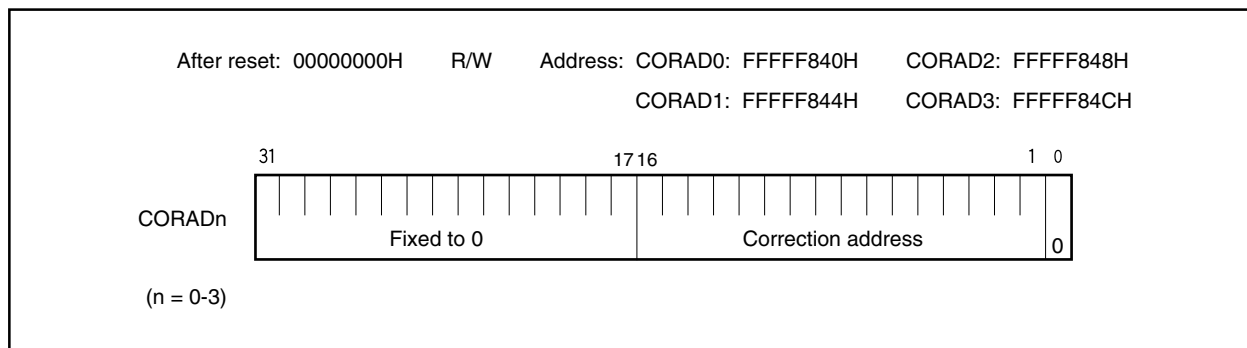 After reset: 00000000H R/W Address: CORAD0: FFFFF840H CORAD2: FFFFF848H
CORAD1: FFFFF844H CORAD3: FFFFF84CH
31 17 16 1 0
CORADn
Fixed to 0 Correction address 0
(n = 0-3)